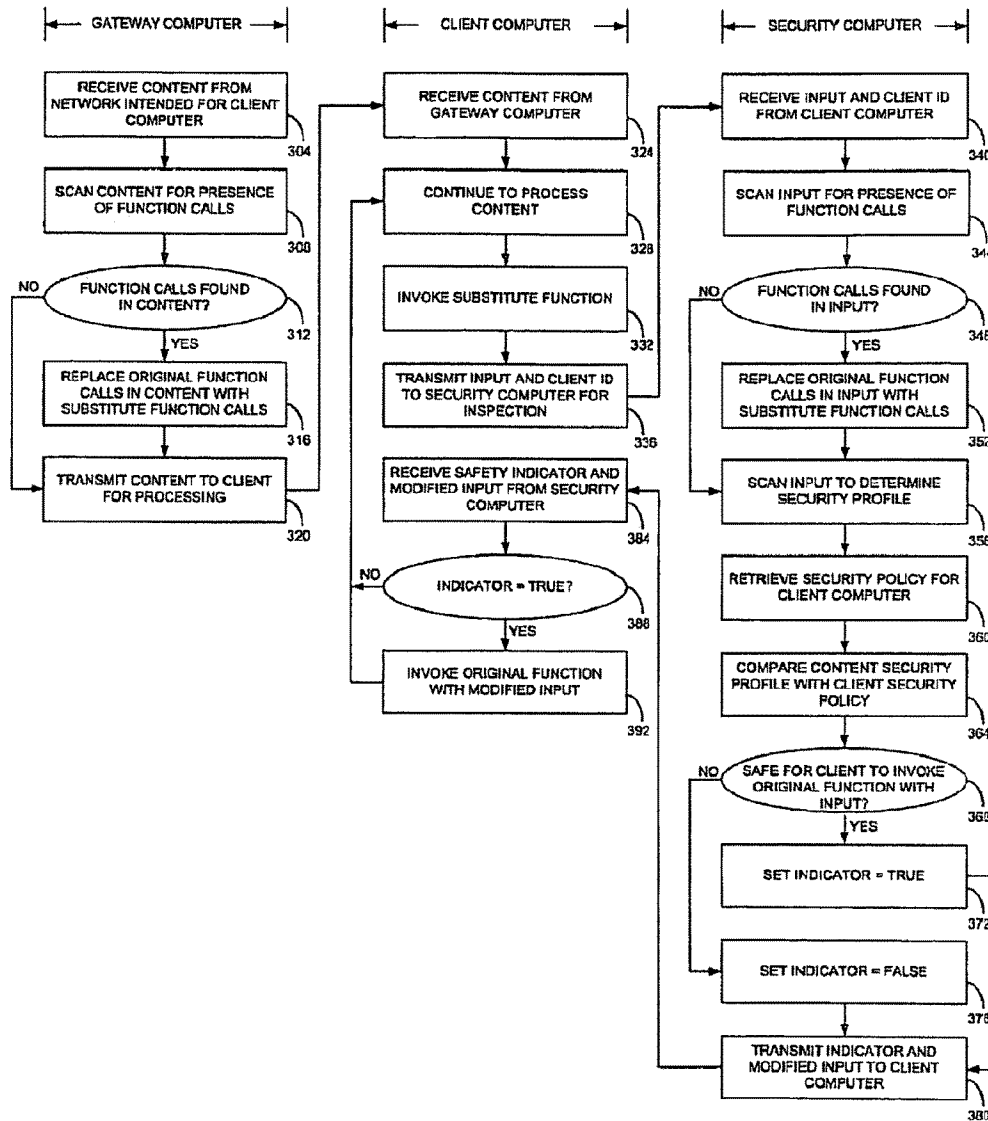 GATEWAY COMPUTER
RECEIVE CONTENT FROM
NETWORK INTENDED FOR CLIENT
COMPUTER
304
SCAN CONTENT FOR PRESENCE
OF FUNCTION CALLS
308
NO
FUNCTION CALLS FOUND
IN CONTENT?
312
YES
REPLACE ORIGINAL FUNCTION
CALLS IN CONTENT WITH
SUBSTITUTE FUNCTION CALLS
316
TRANSMIT CONTENT TO CLIENT
FOR PROCESSING
320
CLIENT COMPUTER
RECEIVE CONTENT FROM
GATEWAY COMPUTER
324
CONTINUE TO PROCESS
CONTENT
328
INVOKE SUBSTITUTE FUNCTION
332
TRANSMIT INPUT AND CLIENT ID
TO SECURITY COMPUTER FOR
INSPECTION
336
RECEIVE SAFETY INDICATOR AND
MODIFIED INPUT FROM SECURITY
COMPUTER
384
NO
INDICATOR = TRUE?
388
YES
INVOKE ORIGINAL FUNCTION
WITH MODIFIED INPUT
392
SECURITY COMPUTER
RECEIVE INPUT AND CLIENT ID
FROM CLIENT COMPUTER
340
SCAN INPUT FOR PRESENCE OF
FUNCTION CALLS
344
NO
FUNCTION CALLS FOUND
IN INPUT?
348
YES
REPLACE ORIGINAL FUNCTION
CALLS IN INPUT WITH
SUBSTITUTE FUNCTION CALLS
352
SCAN INPUT TO DETERMINE
SECURITY PROFILE
356
RETRIEVE SECURITY POLICY FOR
CLIENT COMPUTER
360
COMPARE CONTENT SECURITY
PROFILE WITH CLIENT SECURITY
POLICY
364
NO
SAFE FOR CLIENT TO INVOKE
ORIGINAL FUNCTION WITH
INPUT?
368
YES
SET INDICATOR = TRUE
372
SET INDICATOR = FALSE
376
TRANSMIT INDICATOR AND
MODIFIED INPUT TO CLIENT
COMPUTER
380